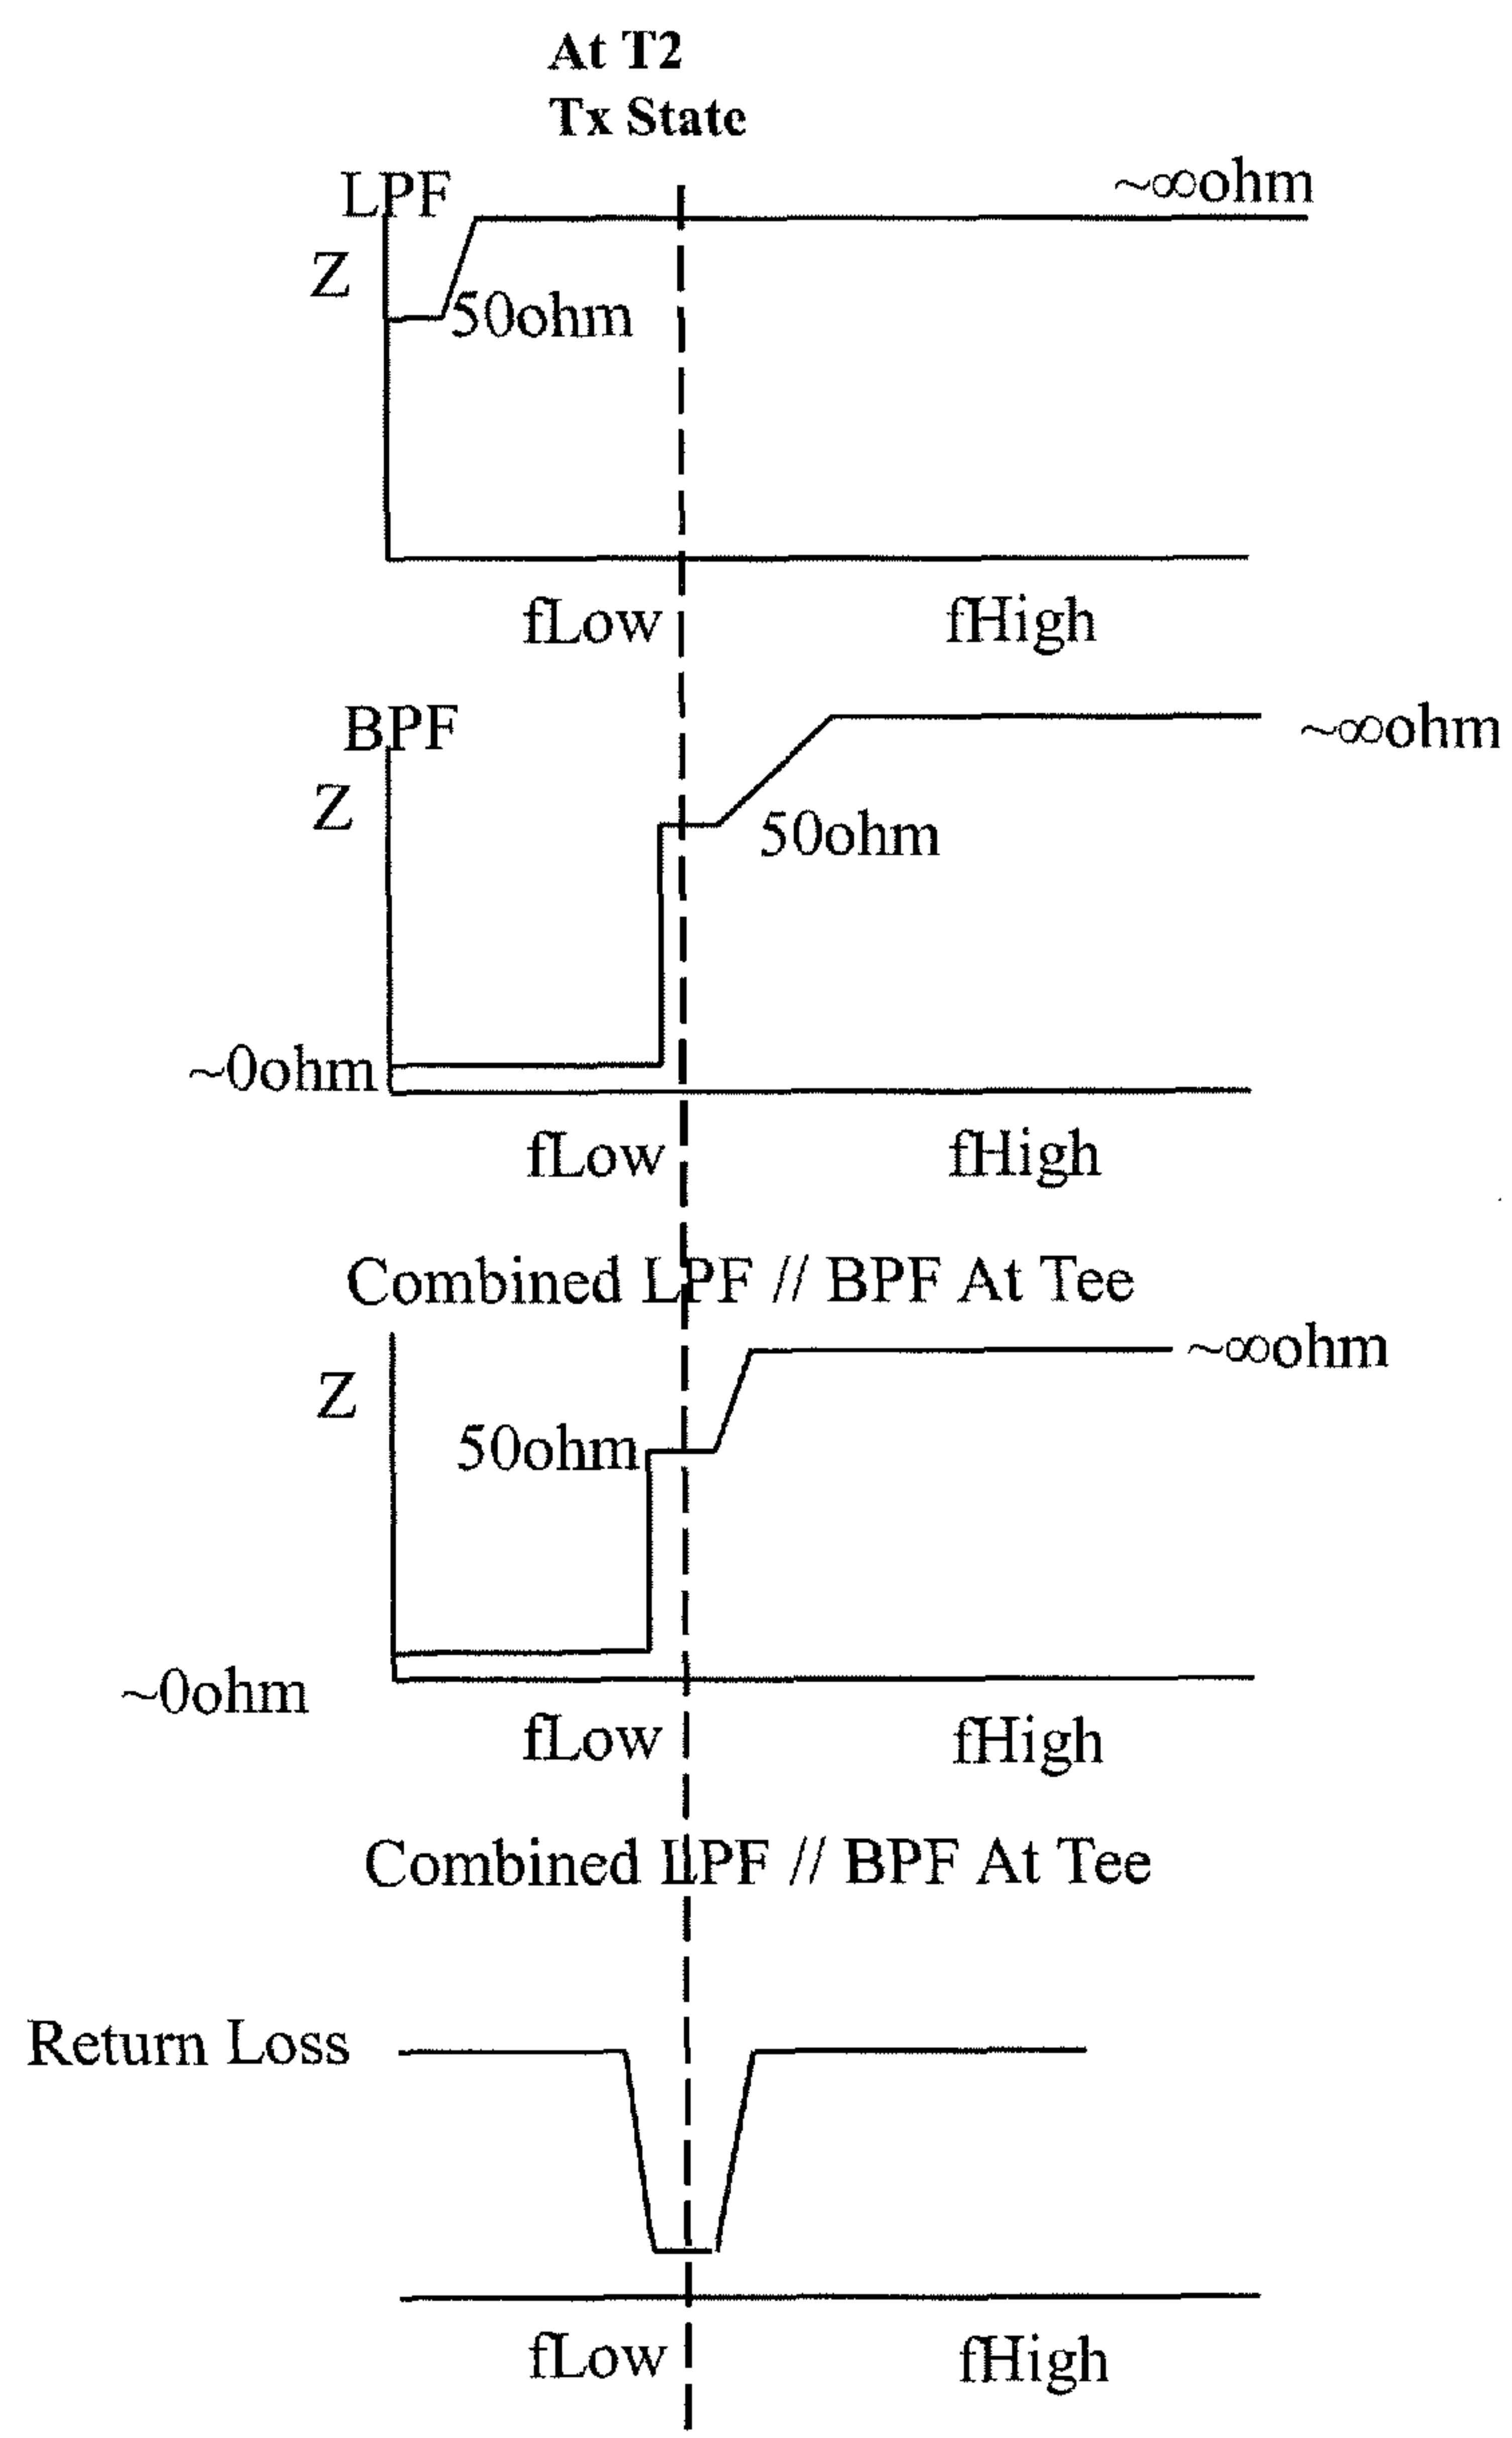 At T2
Tx State
LPF
~∞ohm
Z
50ohm
fLow
fHigh
BPF
~∞ohm
Z
50ohm
~0ohm
fLow
fHigh
Combined LPF // BPF At Tee
~∞ohm
Z
50ohm
~0ohm
fLow
fHigh
Combined LPF // BPF At Tee
Return Loss
fLow
fHigh